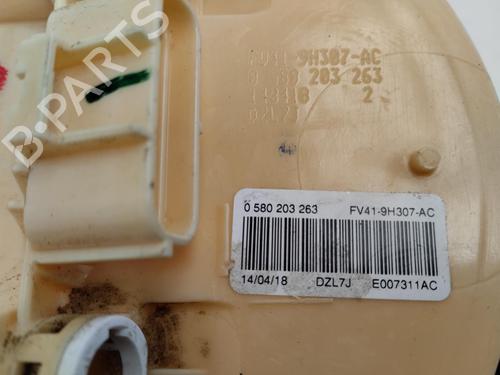 B-PARTS
FV41-9H307-AC
0 580 203 263
2
DZL7J
0 580 203 263 FV41-9H307-AC
14/04/18 DZL7J E007311AC